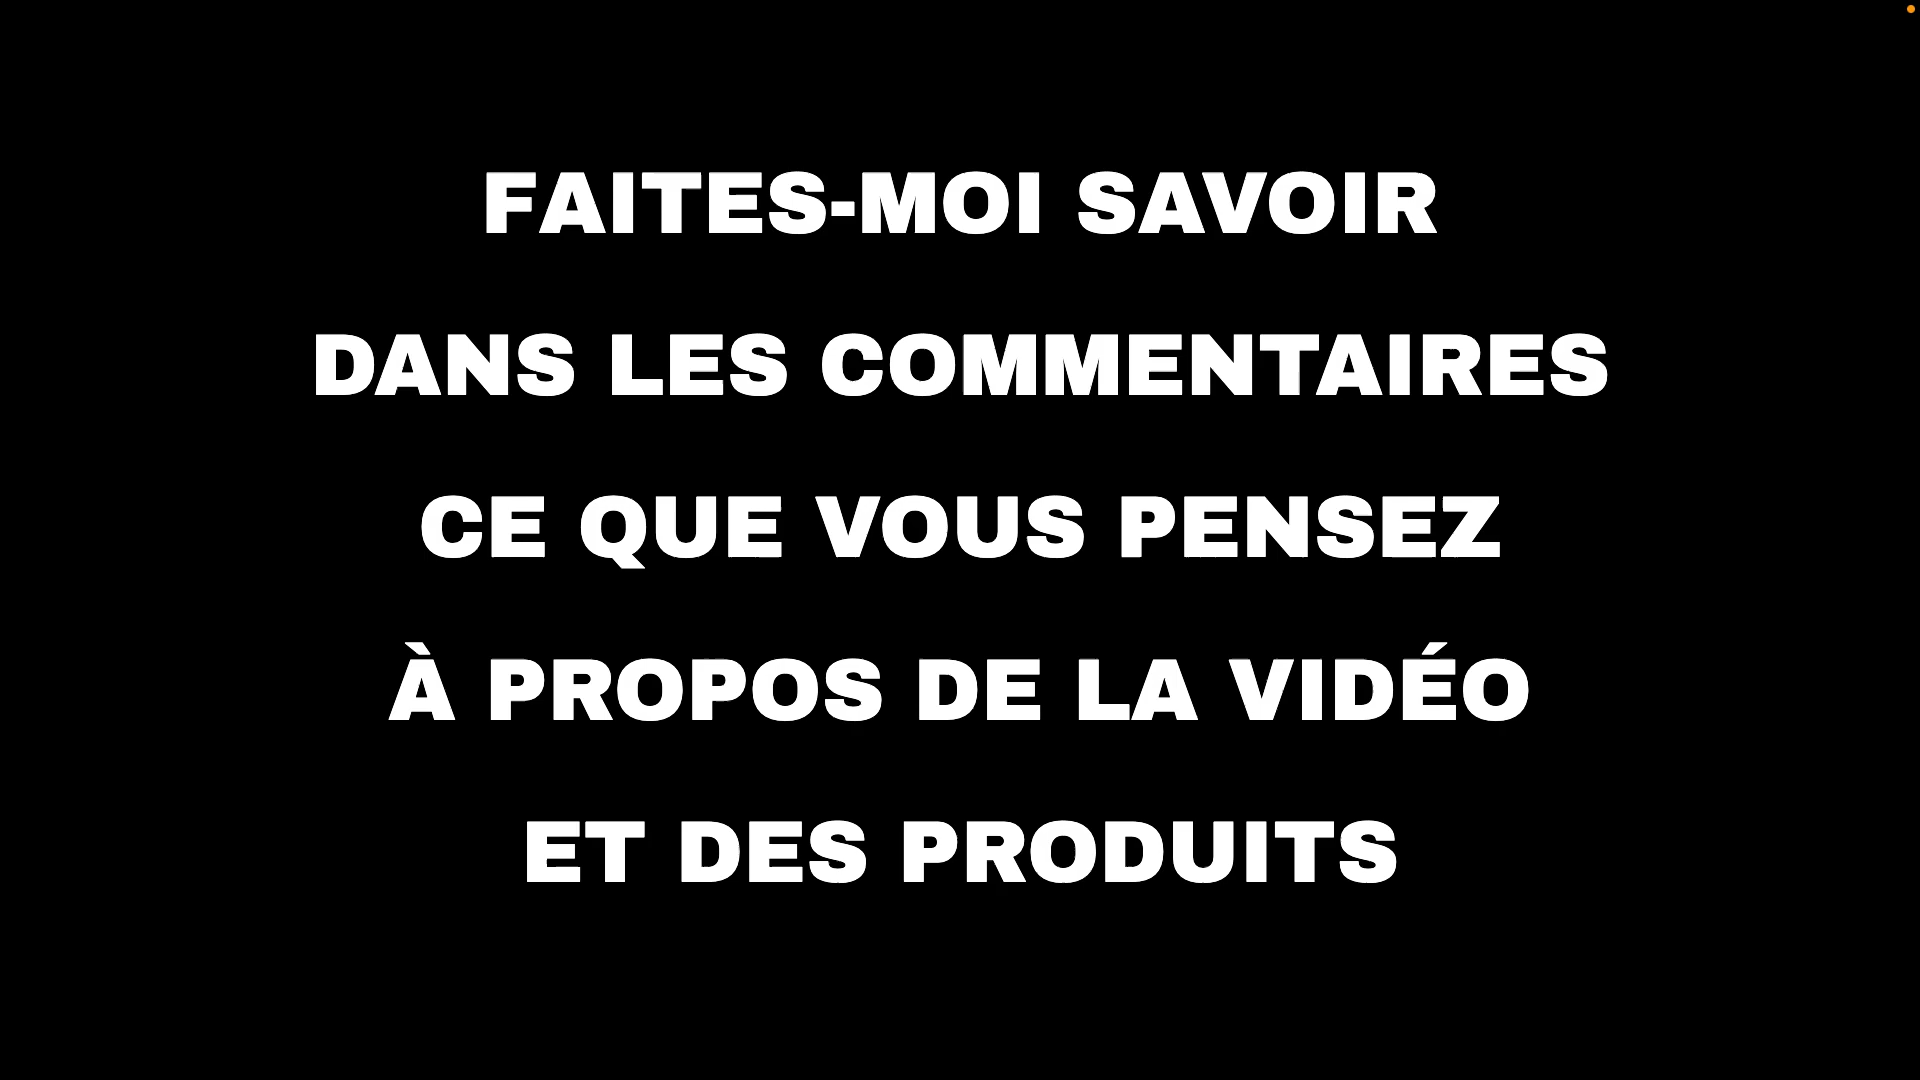 FAITES-MOI SAVOIR
DANS LES COMMENTAIRES
CE QUE VOUS PENSEZ
À PROPOS DE LA VIDÉO
ET DES PRODUITS